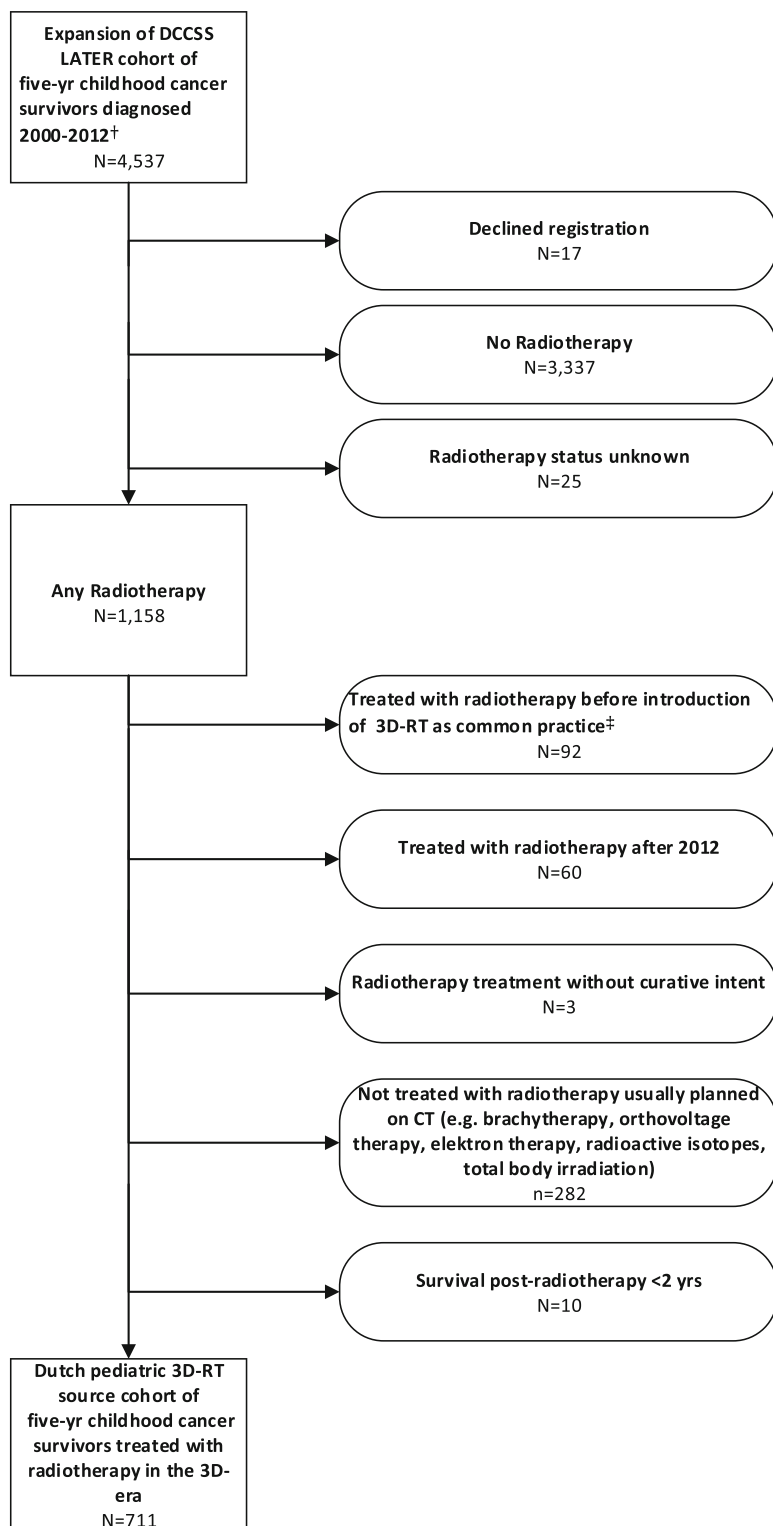 Expansion of DCCSS
LATER cohort of
five-yr childhood cancer
survivors diagnosed
2000-2012†
N=4,537
Declined registration
N=17
No Radiotherapy
N=3,337
Radiotherapy status unknown
N=25
Any Radiotherapy
N=1,158
Treated with radiotherapy before introduction
of 3D-RT as common practice‡
N=92
Treated with radiotherapy after 2012
N=60
Radiotherapy treatment without curative intent
N=3
Not treated with radiotherapy usually planned
on CT (e.g. brachytherapy, orthovoltage
therapy, elektron therapy, radioactive isotopes,
total body irradiation)
n=282
Survival post-radiotherapy <2 yrs
N=10
Dutch pediatric 3D-RT
source cohort of
five-yr childhood cancer
survivors treated with
radiotherapy in the 3D-
era
N=711